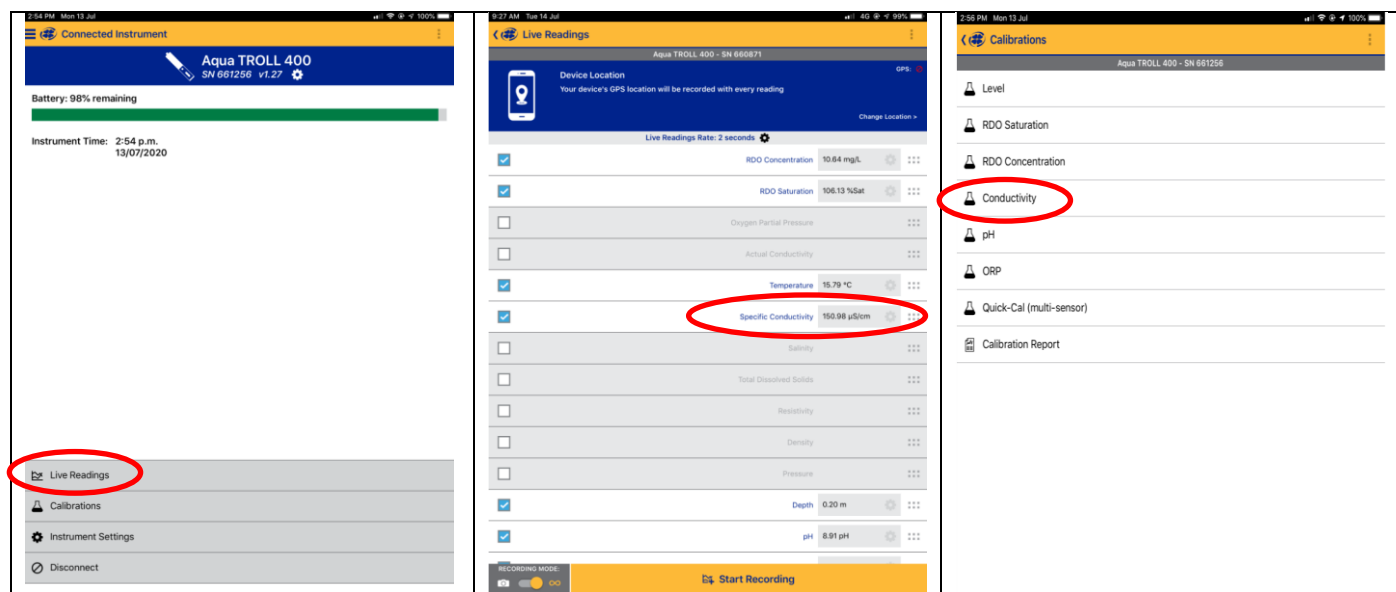 2:54 PM Mon 13 Jul
100%
Connected Instrument
Aqua TROLL 400
SN 661256 v1.27
Battery: 98% remaining
Instrument Time: 2:54 p.m.
13/07/2020
Live Readings
Calibrations
Instrument Settings
Disconnect
9:27 AM Tue 14 Jul
4G 99%
Live Readings
Aqua TROLL 400 - SN 660871
GPS:
Device Location
Your device's GPS location will be recorded with every reading
Change Location >
Live Readings Rate: 2 seconds
RDO Concentration 10.64 mg/L
RDO Saturation 106.13 %Sat
Oxygen Partial Pressure
Actual Conductivity
Temperature 15.79 °C
Specific Conductivity 150.98 µS/cm
Salinity
Total Dissolved Solids
Resistivity
Density
Pressure
Depth 0.20 m
pH 8.91 pH
RECORDING MODE:
Start Recording
2:56 PM Mon 13 Jul
100%
Calibrations
Aqua TROLL 400 - SN 661256
Level
RDO Saturation
RDO Concentration
Conductivity
pH
ORP
Quick-Cal (multi-sensor)
Calibration Report